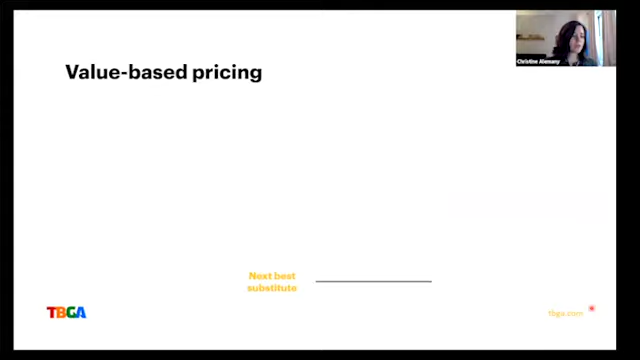 Christine Alemany
Value-based pricing
Next best
substitute
TBGA
tbga.com